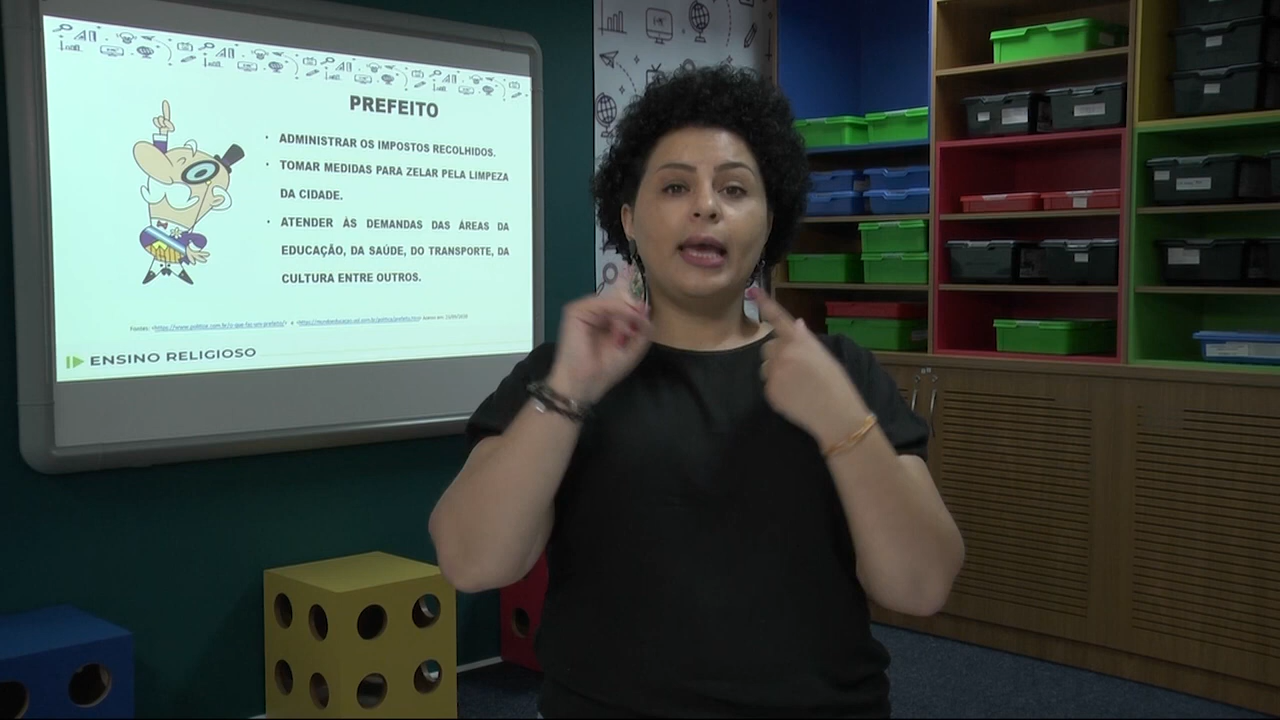 PREFEITO
• ADMINISTRAR OS IMPOSTOS RECOLHIDOS.
• TOMAR MEDIDAS PARA ZELAR PELA LIMPEZA
DA CIDADE.
• ATENDER ÀS DEMANDAS DAS ÁREAS DA
EDUCAÇÃO, DA SAÚDE, DO TRANSPORTE, DA
CULTURA ENTRE OUTROS.
ENSINO RELIGIOSO